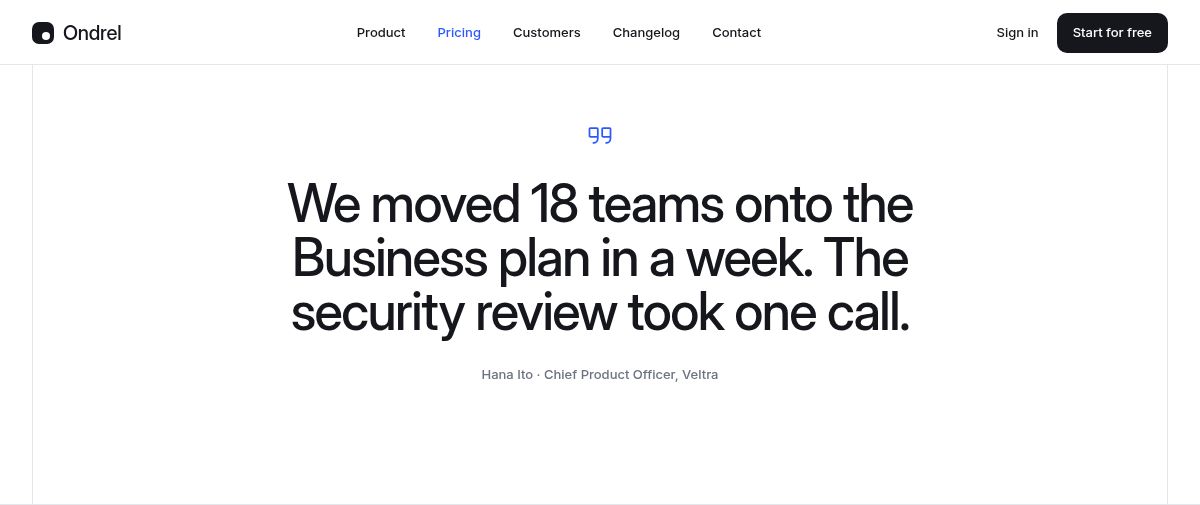 Ondrel
Product
Pricing
Customers
Changelog
Contact
Sign in
Start for free
We moved 18 teams onto the
Business plan in a week. The
security review took one call.
Hana Ito · Chief Product Officer, Veltra